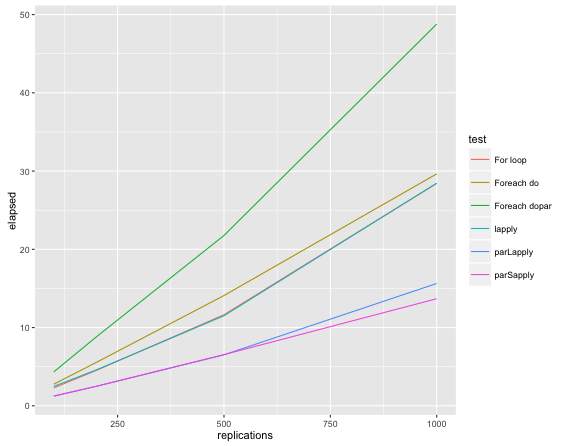 50
40
30
20
10
0
elapsed
250
500
750
1000
replications
test
For loop
Foreach do
Foreach dopar
lapply
parLapply
parSapply